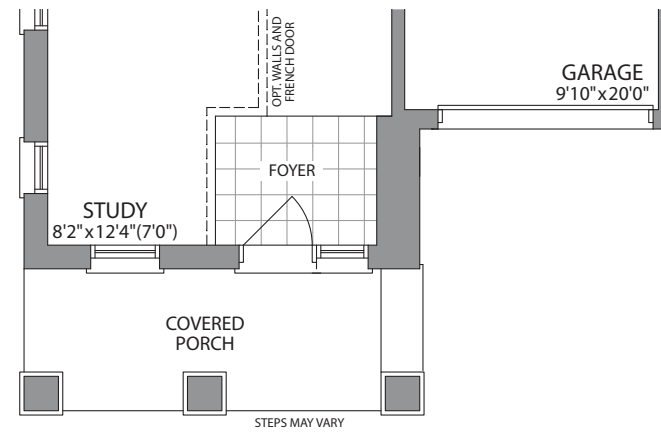 OPT. WALLS AND
FRENCH DOOR
GARAGE
9'10"x20'0"
FOYER
STUDY
8'2"x12'4"(7'0")
COVERED
PORCH
STEPS MAY VARY